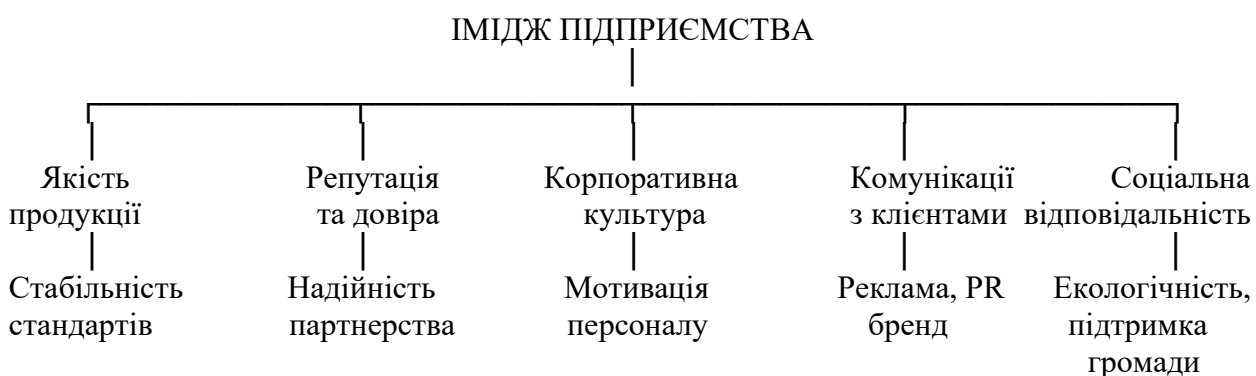 ІМІДЖ ПІДПРИЄМСТВА
Якість Репутація Корпоративна Комунікації Соціальна
продукції та довіра культура з клієнтами відповідальність
Стабільність Надійність Мотивація Реклама, PR Екологічність,
стандартів партнерства персоналу бренд підтримка
громади